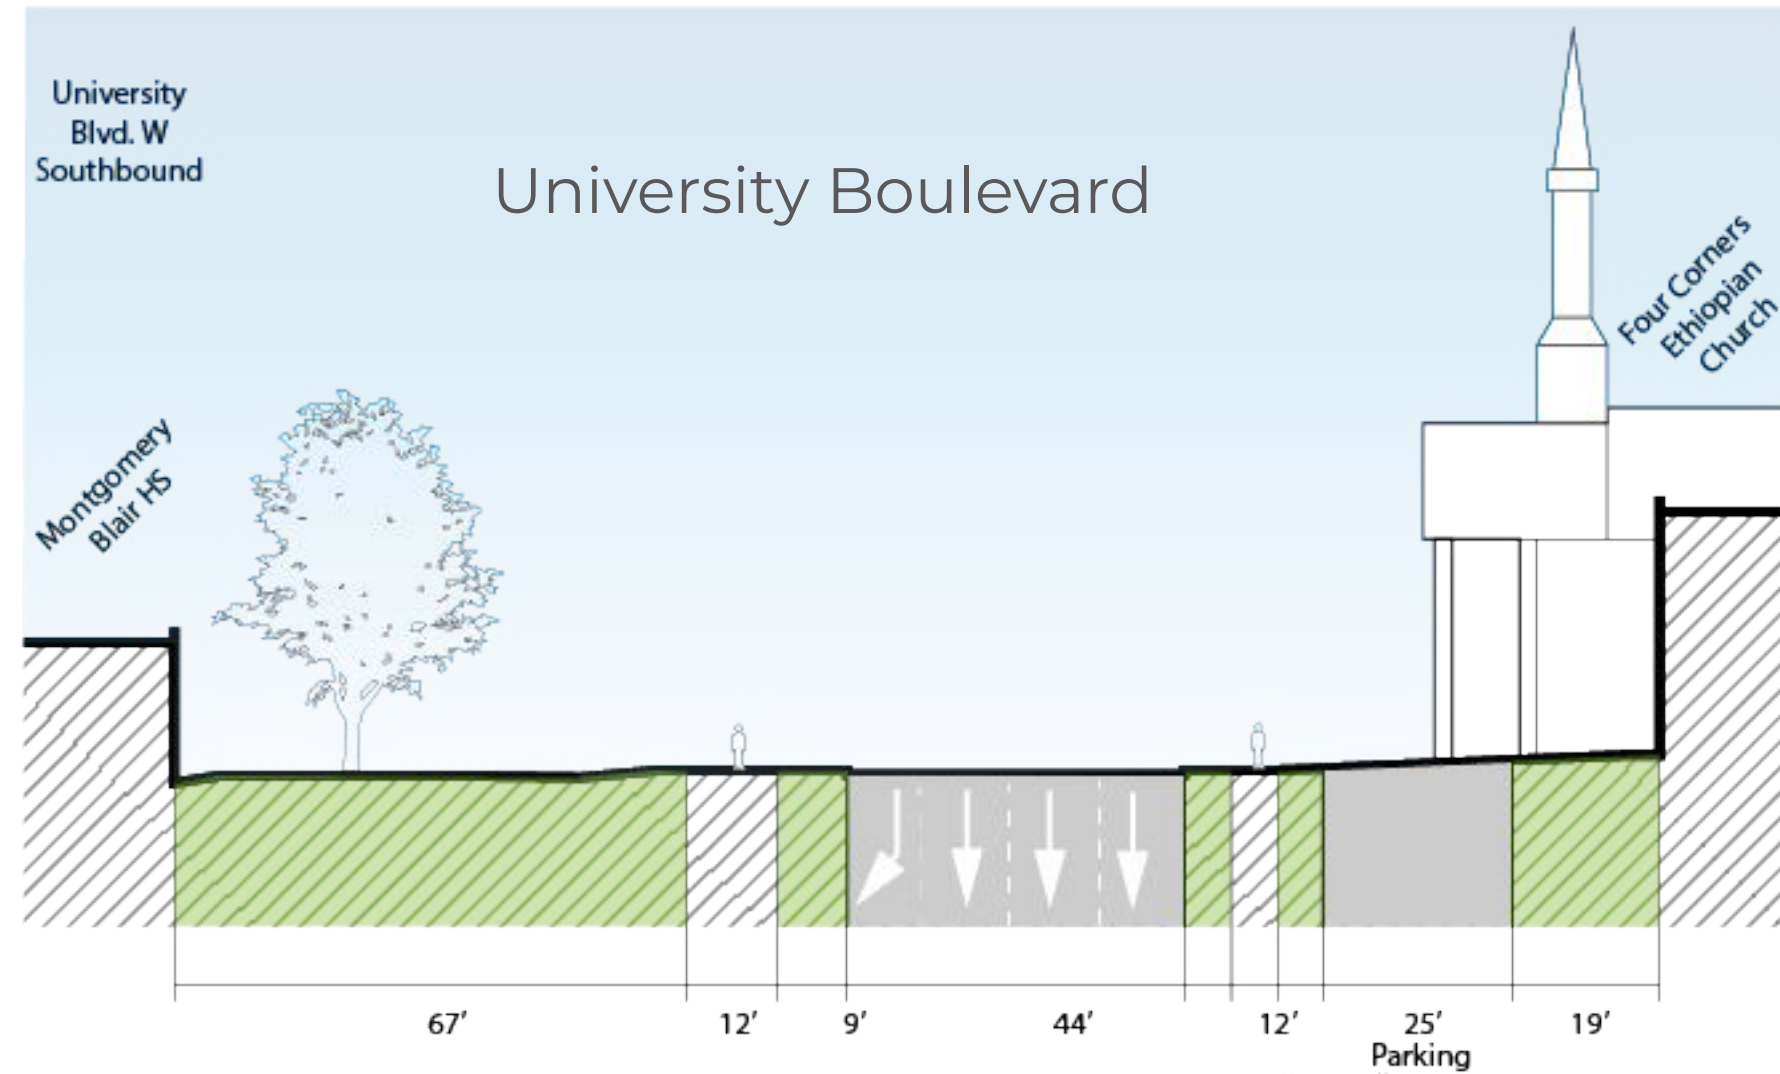 University
Blvd. W
Southbound
University Boulevard
Four Corners
Ethiopian
Church
Montgomery
Blair HS
67’
12’
9’
44’
12’
25’
19’
Parking